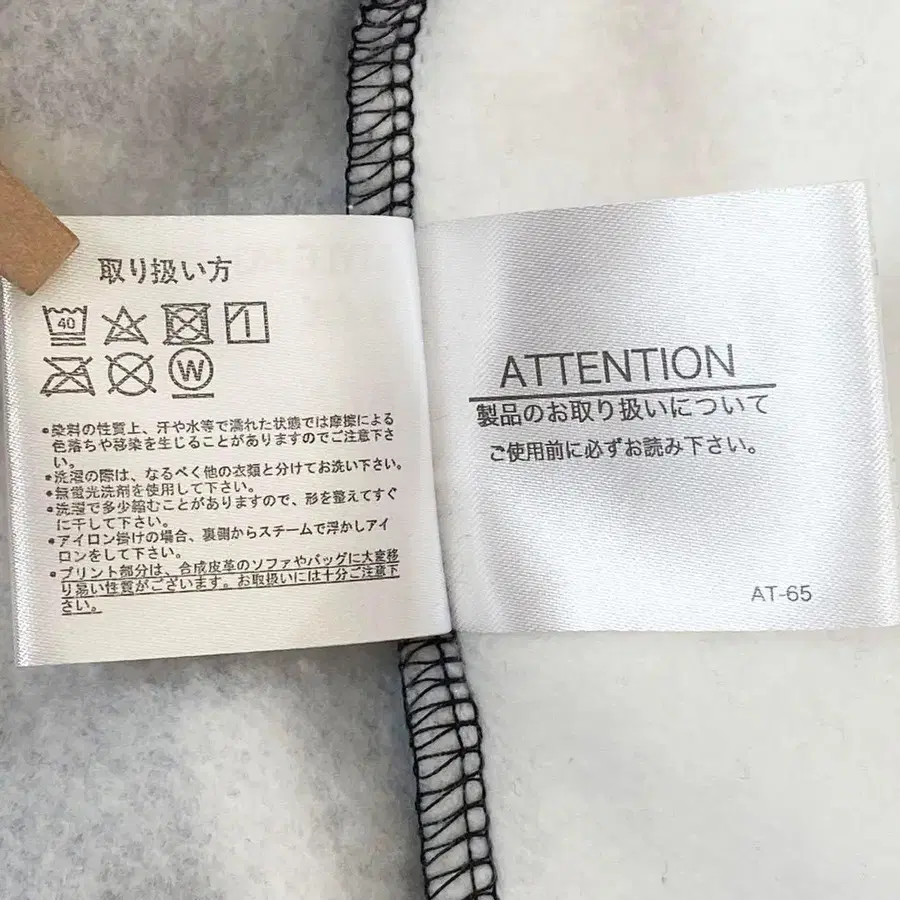 取り扱い方
40
W
•染料の性質上、汗や水等で濡れた状態では摩擦による
色落ちや移染を生じることがありますのでご注意下さ
い。
•洗濯の際は、なるべく他の衣類と分けてお洗い下さい。
•無蛍光洗剤を使用して下さい。
•洗濯で多少縮むことがありますので、形を整えてすぐ
に干して下さい。
•アイロン掛けの場合、裏側からスチームで浮かしアイ
ロンをして下さい。
•プリント部分は、合成皮革のソファやバッグに大変移
り易い性質がございます。お取扱いには十分ご注意下
さい。
ATTENTION
製品のお取り扱いについて
ご使用前に必ずお読み下さい。
AT-65